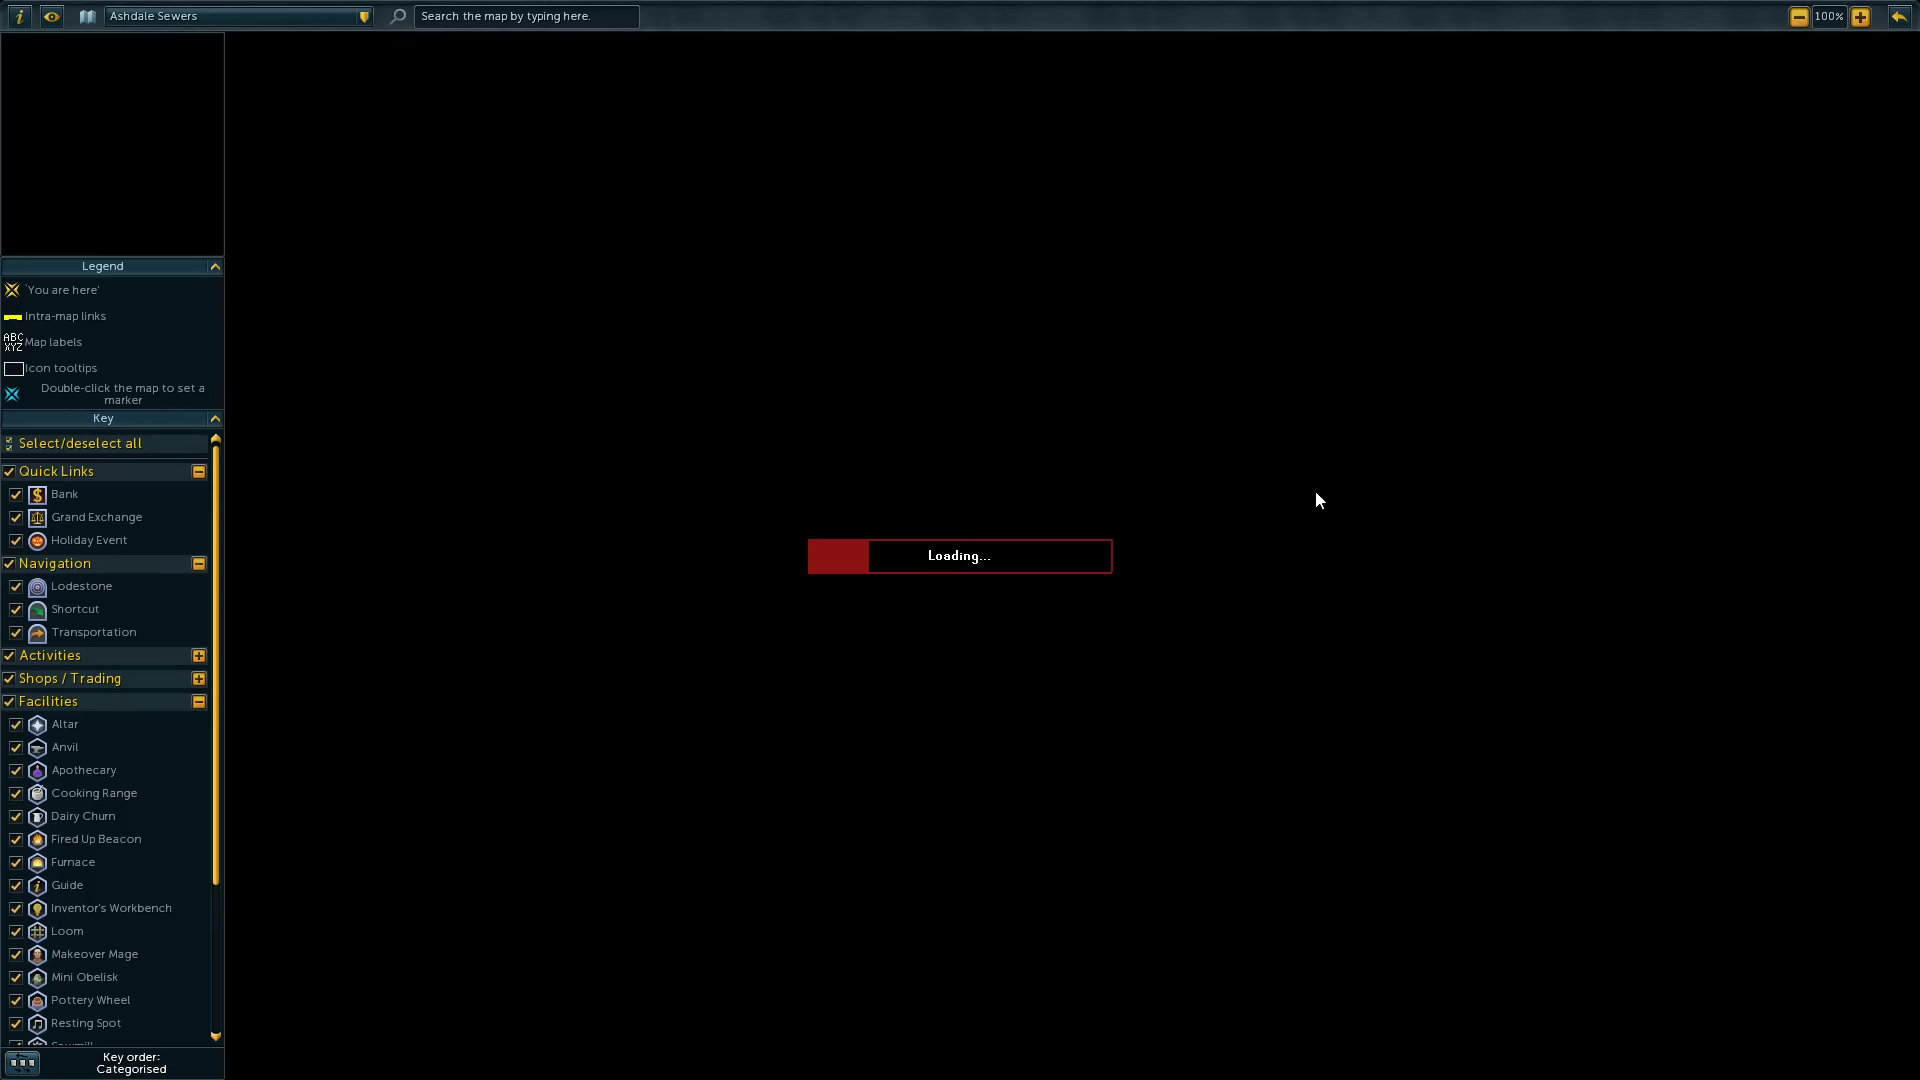 Ashdale Sewers
Search the map by typing here.
100%
Legend
'You are here'
Intra-map links
ABC
XYZ
Map labels
Icon tooltips
Double-click the map to set a
marker
Key
Select/deselect all
Quick Links
Bank
Grand Exchange
Holiday Event
Navigation
Lodestone
Shortcut
Transportation
Activities
Shops / Trading
Facilities
Altar
Anvil
Apothecary
Cooking Range
Dairy Churn
Fired Up Beacon
Furnace
Guide
Inventor's Workbench
Loom
Makeover Mage
Mini Obelisk
Pottery Wheel
Resting Spot
Key order:
Categorised
Loading...